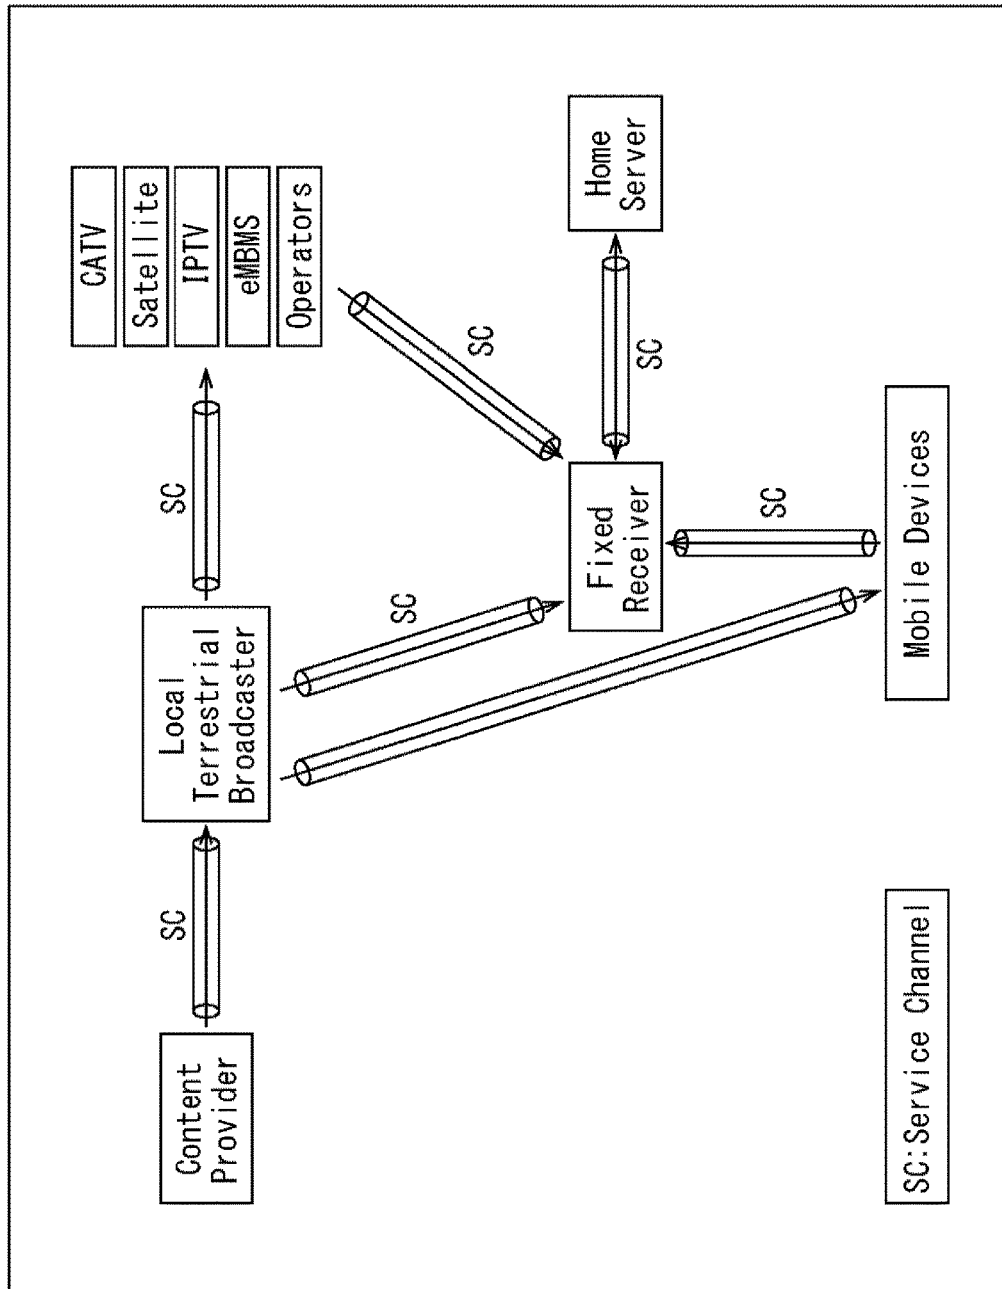 Content
Provider
SC
Local
Terrestrial
Broadcaster
SC
CATV
Satellite
IPTV
eMBMS
Operators
SC
SC
Fixed
Receiver
SC
Home
Server
SC
Mobile Devices
SC:Service Channel